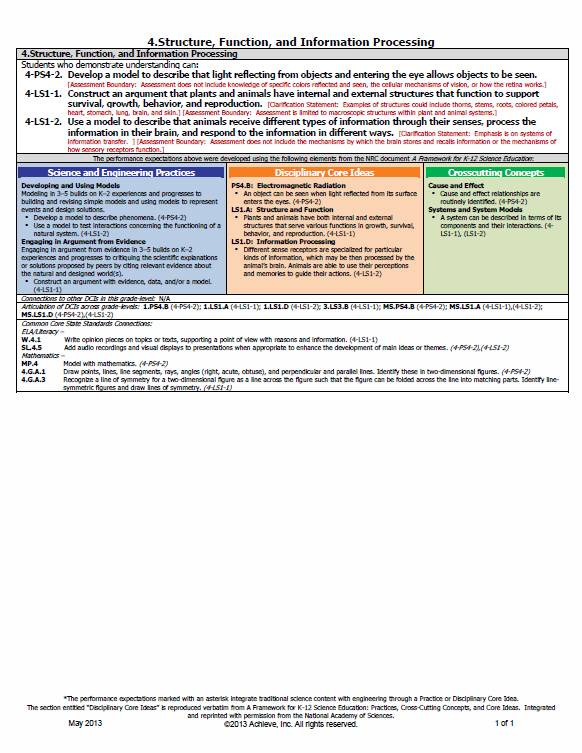 4.Structure, Function, and Information Processing
4.Structure, Function, and Information Processing
Students who demonstrate understanding can:
4-PS4-2. Develop a model to describe that light reflecting from objects and entering the eye allows objects to be seen.
[Assessment Boundary: Assessment does not include knowledge of specific colors reflected and seen, the cellular mechanisms of vision, or how the retina works.]
4-LS1-1. Construct an argument that plants and animals have internal and external structures that function to support
survival, growth, behavior, and reproduction. [Clarification Statement: Examples of structures could include thorns, stems, roots, colored petals,
heart, stomach, lung, brain, and skin.] [Assessment Boundary: Assessment is limited to macroscopic structures within plant and animal systems.]
4-LS1-2. Use a model to describe that animals receive different types of information through their senses, process the
information in their brain, and respond to the information in different ways. [Clarification Statement: Emphasis is on systems of
information transfer. ] [Assessment Boundary: Assessment does not include the mechanisms by which the brain stores and recalls information or the mechanisms of
how sensory receptors function.]
The performance expectations above were developed using the following elements from the NRC document A Framework for K-12 Science Education:
Science and Engineering Practices
Developing and Using Models
Modeling in 3–5 builds on K–2 experiences and progresses to
building and revising simple models and using models to represent
events and design solutions.
• Develop a model to describe phenomena. (4-PS4-2)
• Use a model to test interactions concerning the functioning of a
natural system. (4-LS1-2)
Engaging in Argument from Evidence
Engaging in argument from evidence in 3–5 builds on K–2
experiences and progresses to critiquing the scientific explanations
or solutions proposed by peers by citing relevant evidence about
the natural and designed world(s).
• Construct an argument with evidence, data, and/or a model.
(4-LS1-1)
Disciplinary Core Ideas
PS4.B: Electromagnetic Radiation
• An object can be seen when light reflected from its surface
enters the eyes. (4-PS4-2)
LS1.A: Structure and Function
• Plants and animals have both internal and external
structures that serve various functions in growth, survival,
behavior, and reproduction. (4-LS1-1)
LS1.D: Information Processing
• Different sense receptors are specialized for particular
kinds of information, which may be then processed by the
animal's brain. Animals are able to use their perceptions
and memories to guide their actions. (4-LS1-2)
Crosscutting Concepts
Cause and Effect
• Cause and effect relationships are
routinely identified. (4-PS4-2)
Systems and System Models
• A system can be described in terms of its
components and their interactions. (4-
LS1-1), (LS1-2)
Connections to other DCIs in this grade-level: N/A
Articulation of DCIs across grade-levels: 1.PS4.B (4-PS4-2); 1.LS1.A (4-LS1-1); 1.LS1.D (4-LS1-2); 3.LS3.B (4-LS1-1); MS.PS4.B (4-PS4-2); MS.LS1.A (4-LS1-1),(4-LS1-2);
MS.LS1.D (4-PS4-2),(4-LS1-2)
Common Core State Standards Connections:
ELA/Literacy –
W.4.1 Write opinion pieces on topics or texts, supporting a point of view with reasons and information. (4-LS1-1)
SL.4.5 Add audio recordings and visual displays to presentations when appropriate to enhance the development of main ideas or themes. (4-PS4-2),(4-LS1-2)
Mathematics –
MP.4 Model with mathematics. (4-PS4-2)
4.G.A.1 Draw points, lines, line segments, rays, angles (right, acute, obtuse), and perpendicular and parallel lines. Identify these in two-dimensional figures. (4-PS4-2)
4.G.A.3 Recognize a line of symmetry for a two-dimensional figure as a line across the figure such that the figure can be folded across the line into matching parts. Identify line-
symmetric figures and draw lines of symmetry. (4-LS1-1)
*The performance expectations marked with an asterisk integrate traditional science content with engineering through a Practice or Disciplinary Core Idea.
The section entitled "Disciplinary Core Ideas" is reproduced verbatim from A Framework for K-12 Science Education: Practices, Cross-Cutting Concepts, and Core Ideas. Integrated
and reprinted with permission from the National Academy of Sciences.
May 2013 ©2013 Achieve, Inc. All rights reserved. 1 of 1